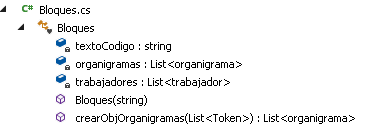 C# Bloques.cs
Bloques
textoCodigo : string
organigramas : List<organigrama>
trabajadores : List<trabajador>
Bloques(string)
crearObjOrganigramas(List<Token>) : List<organigrama>